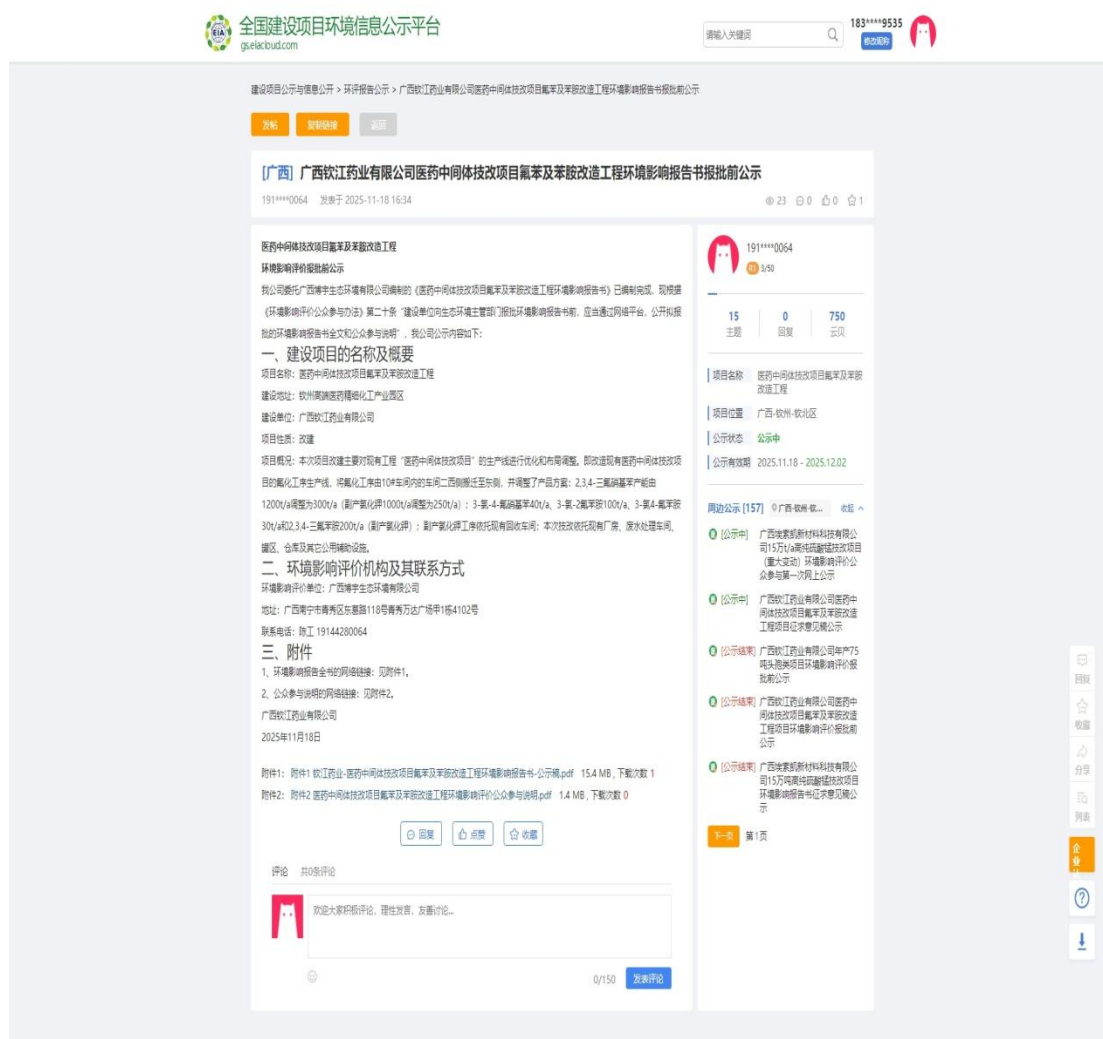 全国建设项目环境信息公示平台
gs.eiacloud.com
请输入关键词
183****9535
修改昵称
建设项目公示与信息公开 > 环评报告公示 > 广西钦江药业有限公司医药中间体技改项目氟苯及苯胺改造工程环境影响报告书报批前公示
发帖
复制链接
返回
[广西] 广西钦江药业有限公司医药中间体技改项目氟苯及苯胺改造工程环境影响报告书报批前公示
191****0064 发表于 2025-11-18 16:34
23 0 0 1
医药中间体技改项目氟苯及苯胺改造工程
环境影响评价报批前公示
我公司委托广西博宇生态环境有限公司编制的《医药中间体技改项目氟苯及苯胺改造工程环境影响报告书》已编制完成,现根据
《环境影响评价公众参与办法》第二十条“建设单位向生态环境主管部门报批环境影响报告书前,应当通过网络平台,公开拟报
批的环境影响报告书全文和公众参与说明”,我公司公示内容如下:
一、建设项目的名称及概要
项目名称:医药中间体技改项目氟苯及苯胺改造工程
建设地址:钦州高端医药精细化工产业园区
建设单位:广西钦江药业有限公司
项目性质:改建
项目概况:本次项目改建主要对现有工程“医药中间体技改项目”的生产线进行优化和布局调整。即改造现有医药中间体技改项
目的氟化工序生产线,将氟化工序由10#车间内的车间二西侧搬迁至东侧,并调整了产品方案:2,3,4-三氟硝基苯产能由
1200t/a调整为300t/a(副产氯化钾1000t/a调整为250t/a);3-氯-4-氟硝基苯40t/a、3-氯-2氟苯胺100t/a、3-氯4-氟苯胺
30t/a和2,3,4-三氟苯胺200t/a(副产氯化钾);副产氯化钾工序依托现有回收车间;本次技改依托现有厂房、废水处理车间、
罐区、仓库及其它公用辅助设施。
二、环境影响评价机构及其联系方式
环境影响评价单位:广西博宇生态环境有限公司
地址:广西南宁市青秀区东葛路118号青秀万达广场甲1栋4102号
联系电话:陈工 19144280064
三、附件
1、环境影响报告全书的网络链接:见附件1。
2、公众参与说明的网络链接:见附件2。
广西钦江药业有限公司
2025年11月18日
附件1:附件1 钦江药业-医药中间体技改项目氟苯及苯胺改造工程环境影响报告书-公示稿.pdf 15.4 MB , 下载次数 1
附件2:附件2 医药中间体技改项目氟苯及苯胺改造工程环境影响评价公众参与说明.pdf 1.4 MB , 下载次数 0
回复
点赞
收藏
评论 共0条评论
欢迎大家积极评论,理性发言,友善讨论...
0/150
发表评论
191****0064
3/50
15 0 750
主题 回复 云贝
项目名称 医药中间体技改项目氟苯及苯胺
改造工程
项目位置 广西-钦州-钦北区
公示状态 公示中
公示有效期 2025.11.18 - 2025.12.02
周边公示 [157] 广西-钦州-钦... 收起
[公示中] 广西埃索凯新材料科技有限公
司15万t/a高纯硫酸锰技改项目
(重大变动)环境影响评价公
众参与第一次网上公示
[公示中] 广西钦江药业有限公司医药中
间体技改项目氟苯及苯胺改造
工程项目征求意见稿公示
[公示结束] 广西钦江药业有限公司年产75
吨头孢类项目环境影响评价报
批前公示
[公示结束] 广西钦江药业有限公司医药中
间体技改项目氟苯及苯胺改造
工程项目环境影响评价报批前
公示
[公示结束] 广西埃索凯新材料科技有限公
司15万吨高纯硫酸锰技改项目
环境影响报告书征求意见稿公
示
下一页 第1页
回复
收藏
分享
列表
企
业